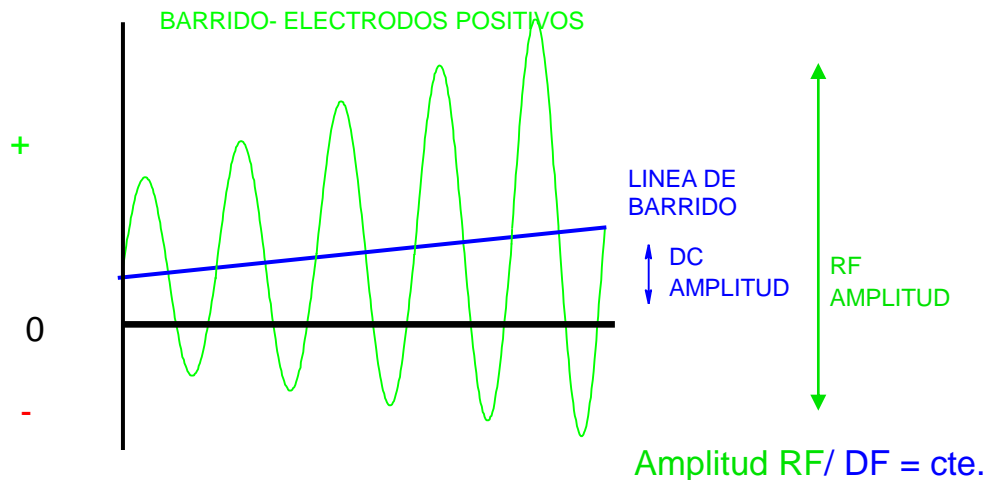 BARRIDO- ELECTRODOS POSITIVOS
+
LINEA DE
BARRIDO
DC
AMPLITUD
RF
AMPLITUD
0
-
Amplitud RF/ DF = cte.